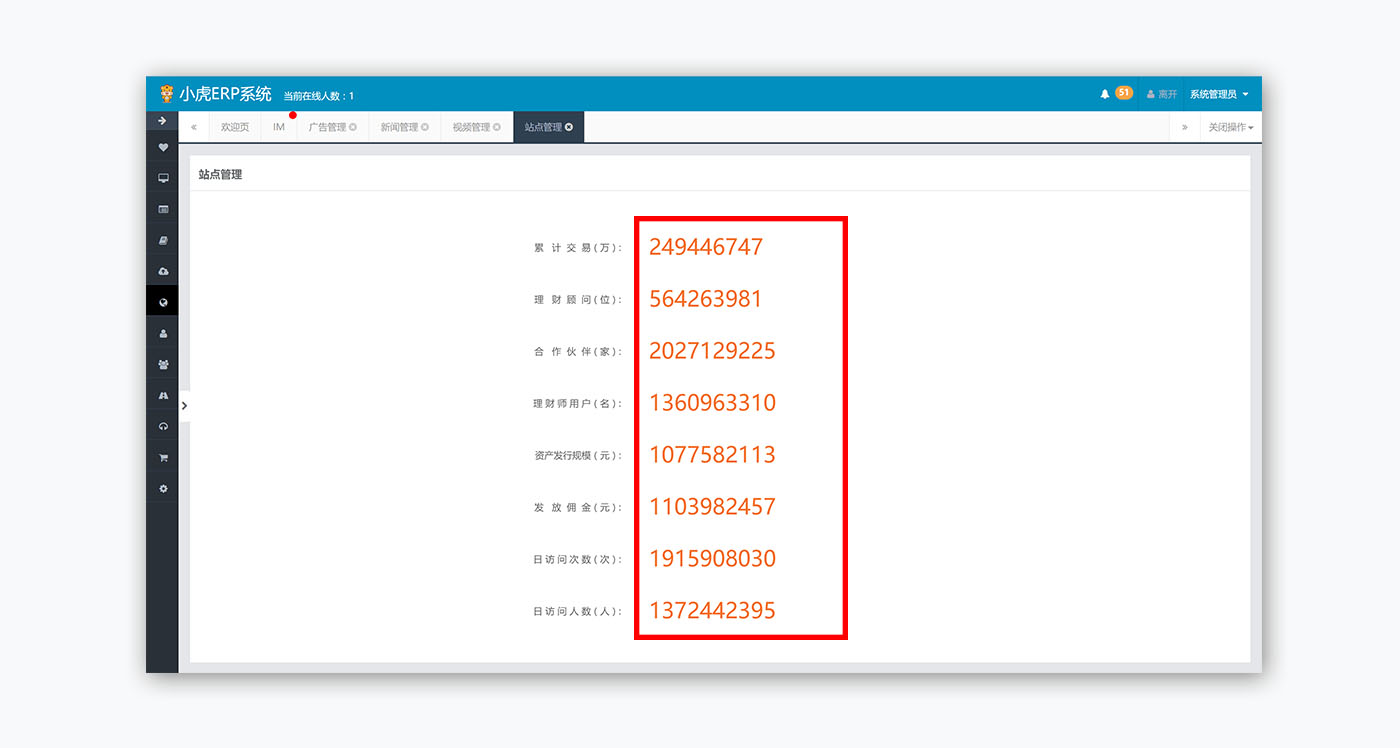 小虎ERP系统 当前在线人数：1 51 离开 系统管理员
« 欢迎页 IM 广告管理 新闻管理 视频管理 站点管理 » 关闭操作
站点管理
累计交易(万): 249446747
理财顾问(位): 564263981
合作伙伴(家): 2027129225
理财师用户(名): 1360963310
资产发行规模(元): 1077582113
发放佣金(元): 1103982457
日访问次数(次): 1915908030
日访问人数(人): 1372442395